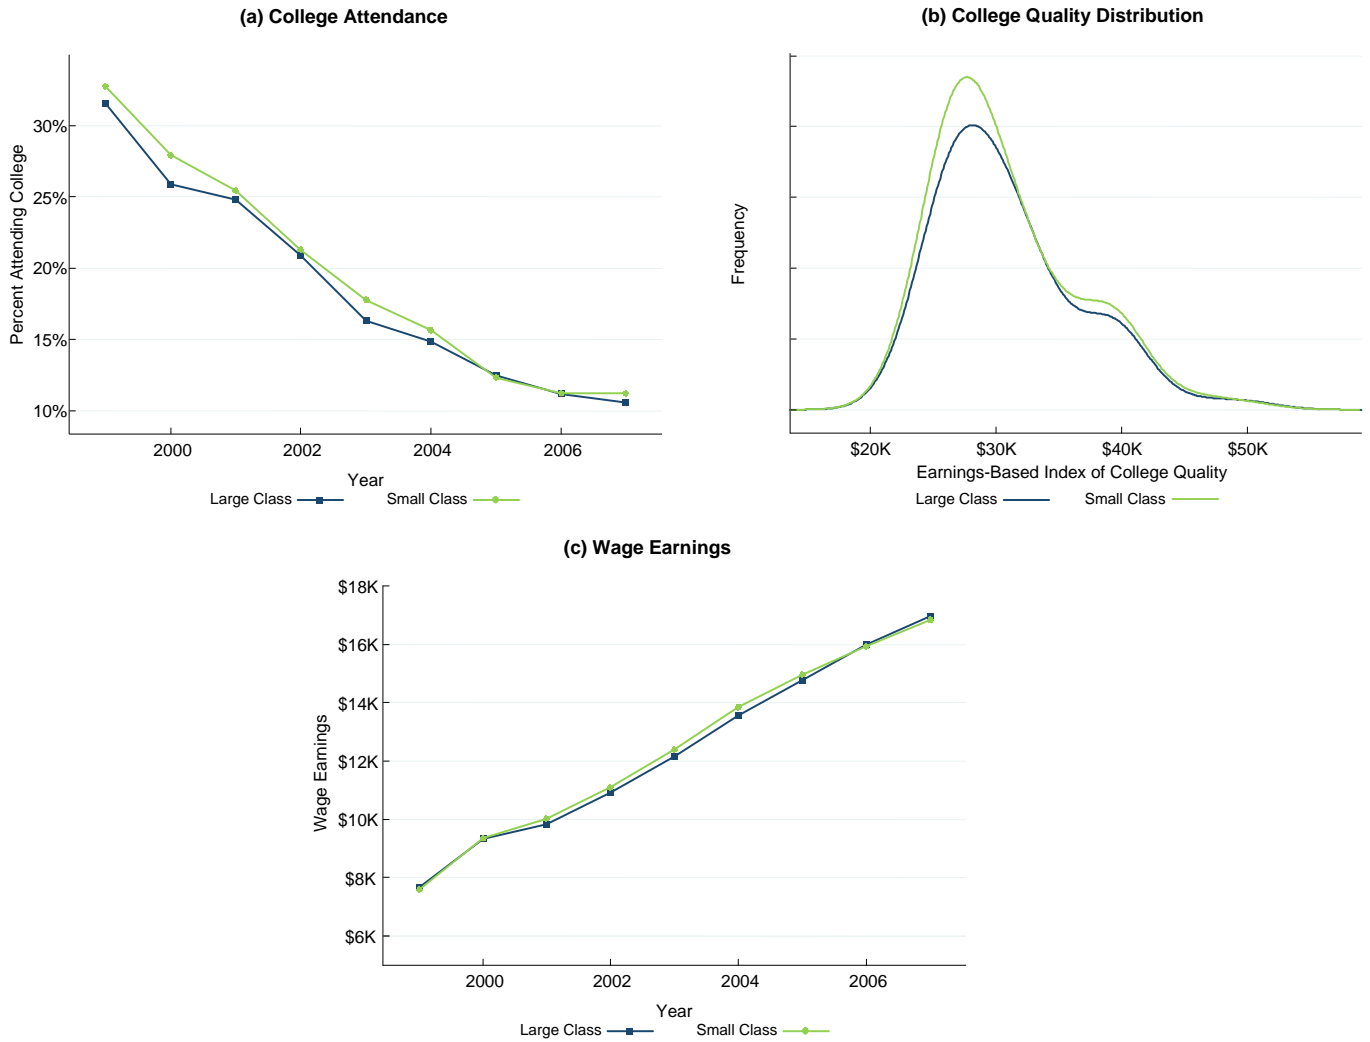 (a) College Attendance
Percent Attending College
30%
25%
20%
15%
10%
2000 2002 2004 2006
Year
Large Class Small Class
(b) College Quality Distribution
Frequency
$20K $30K $40K $50K
Earnings-Based Index of College Quality
Large Class Small Class
(c) Wage Earnings
Wage Earnings
$18K
$16K
$14K
$12K
$10K
$8K
$6K
2000 2002 2004 2006
Year
Large Class Small Class